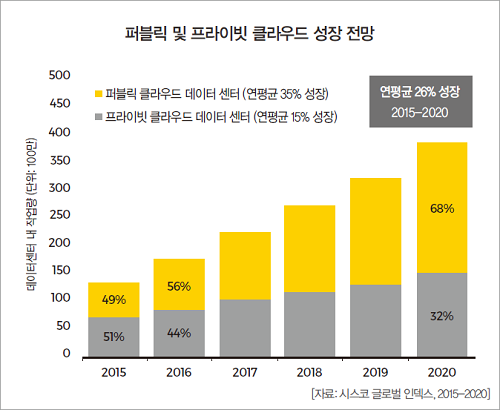 퍼블릭 및 프라이빗 클라우드 성장 전망
500
450
400
350
300
250
200
150
100
50
0
데이터센터 내 작업량 (단위: 100만)
퍼블릭 클라우드 데이터 센터 (연평균 35% 성장)
프라이빗 클라우드 데이터 센터 (연평균 15% 성장)
연평균 26% 성장
2015–2020
49%
51%
56%
44%
68%
32%
2015 2016 2017 2018 2019 2020
[자료: 시스코 글로벌 인덱스, 2015–2020]